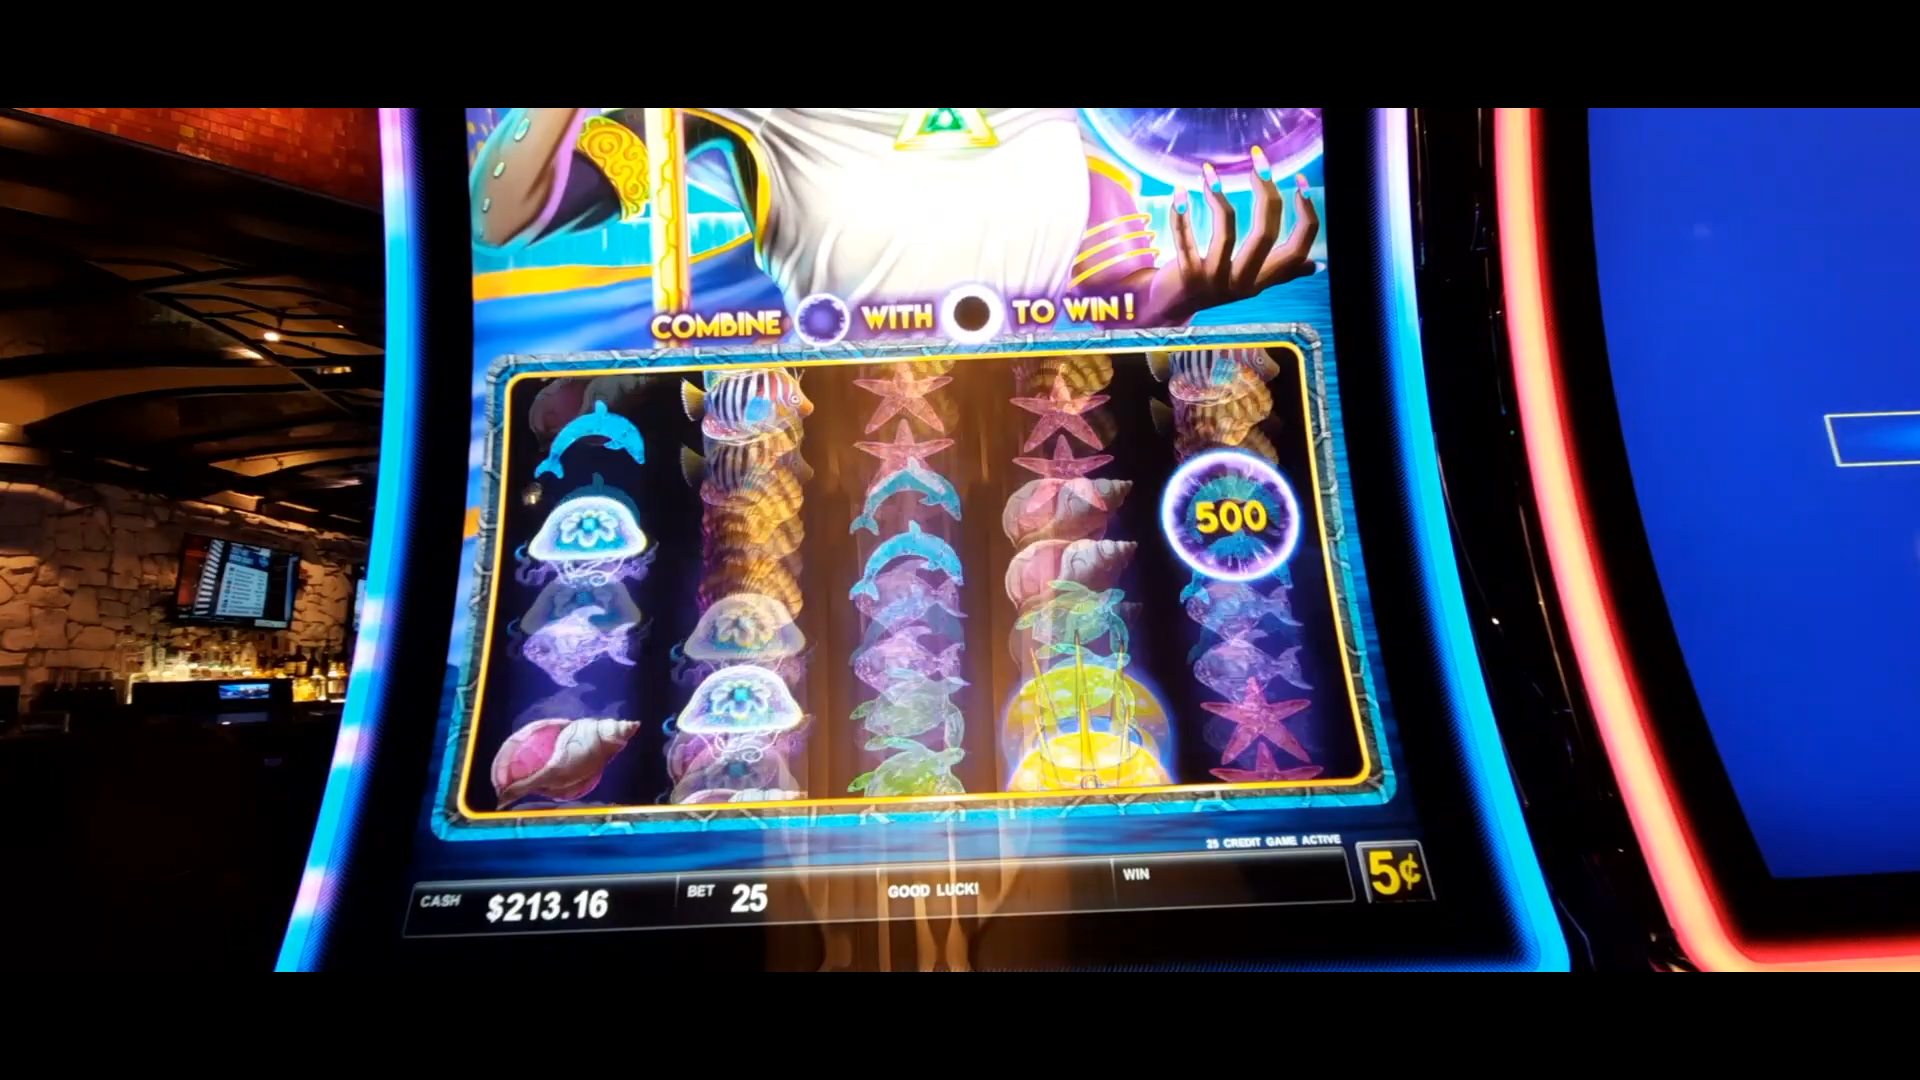 COMBINE WITH TO WIN!
500
25 CREDIT GAME ACTIVE
CASH $213.16 BET 25 GOOD LUCK! WIN 5¢